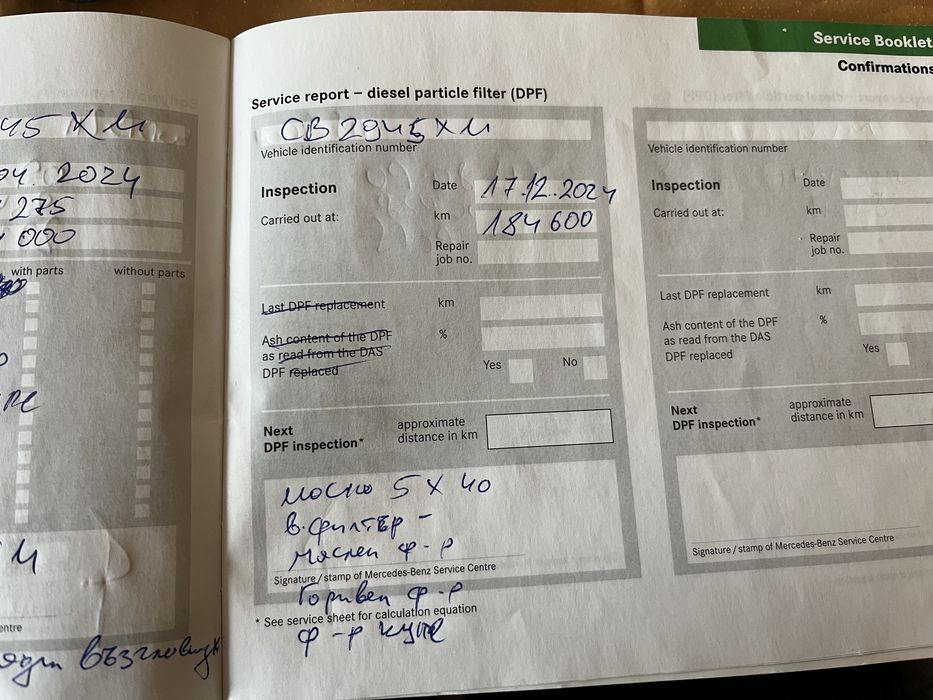 45 X M
04. 2024
275
000
with parts
without parts
M
entre
Service Booklet
Confirmations
Service report – diesel particle filter (DPF)
CB 2945 X M
Vehicle identification number
Inspection
Date
17.12.2024
Carried out at:
km
184 600
Repair
job no.
Last DPF replacement
km
Ash content of the DPF
%
as read from the DAS
DPF replaced
Yes
No
Next
DPF inspection*
approximate
distance in km
масло 5 X 40
в. филтър –
маслен ф-р
Signature / stamp of Mercedes-Benz Service Centre
Горивен ф-р
* See service sheet for calculation equation
ф-р купе
Vehicle identification number
Inspection
Date
Carried out at:
km
Repair
job no.
Last DPF replacement
km
Ash content of the DPF
%
as read from the DAS
DPF replaced
Yes
Next
DPF inspection*
approximate
distance in km
Signature / stamp of Mercedes-Benz Service Centre